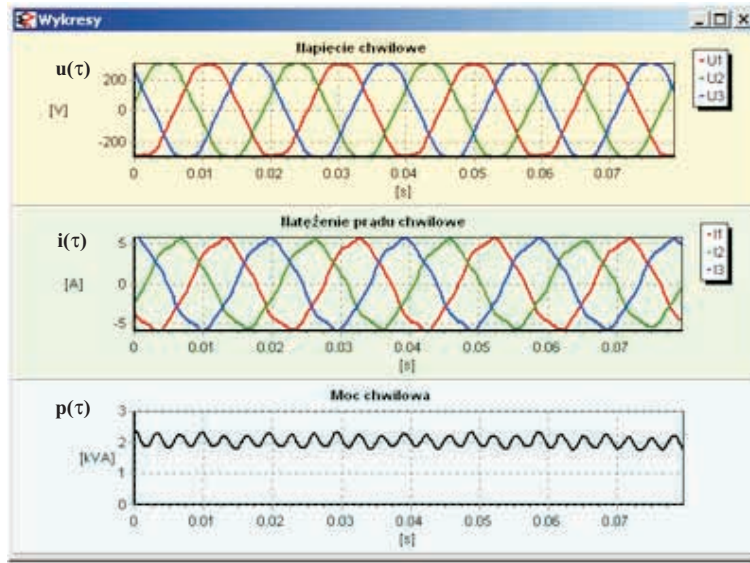 Wykresy
Napięcie chwilowe
u(τ)
[V]
200
0
-200
0 0.01 0.02 0.03 0.04 0.05 0.06 0.07
[s]
U1
U2
U3
Natężenie prądu chwilowe
i(τ)
[A]
5
0
-5
0 0.01 0.02 0.03 0.04 0.05 0.06 0.07
[s]
I1
I2
I3
Moc chwilowa
p(τ)
[kVA]
3
2
1
0
0 0.01 0.02 0.03 0.04 0.05 0.06 0.07
[s]